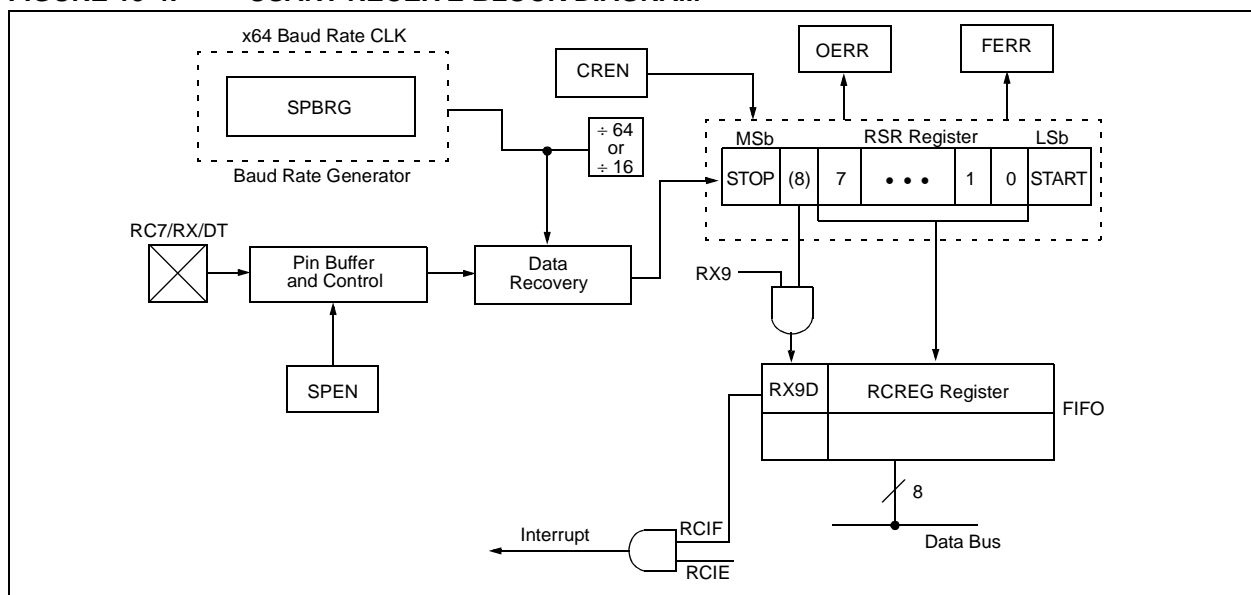 x64 Baud Rate CLK
SPBRG
Baud Rate Generator
CREN
OERR
FERR
÷ 64
or
÷ 16
MSb RSR Register LSb
STOP (8) 7 • • • 1 0 START
RC7/RX/DT
Pin Buffer
and Control
Data
Recovery
RX9
SPEN
RX9D RCREG Register
FIFO
8
Data Bus
Interrupt
RCIF
RCIE